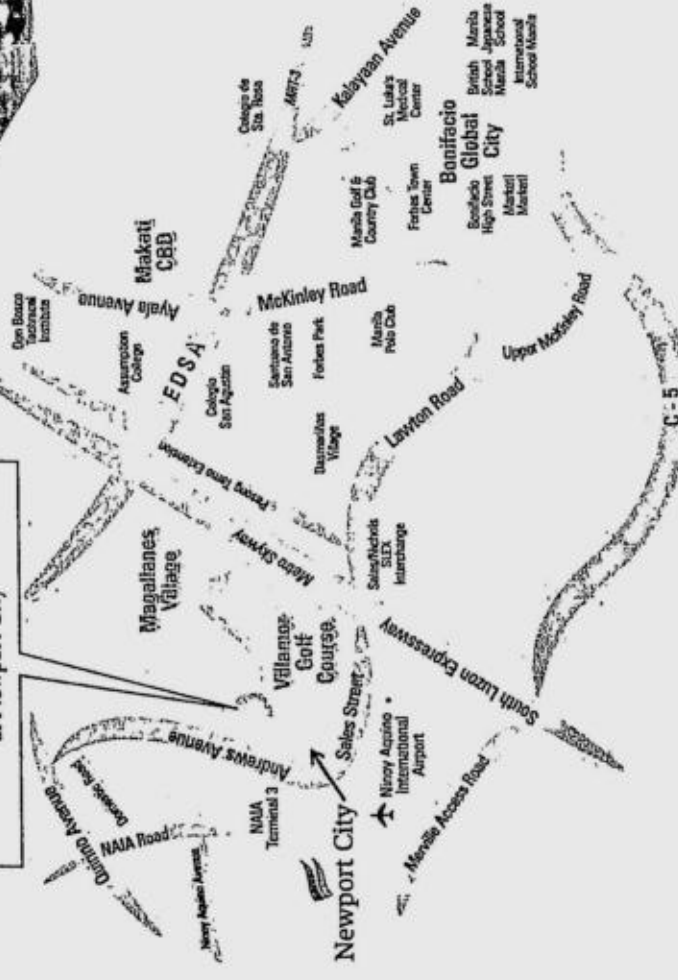 Don Bosco
Technical
Institute
Ayala Avenue
Makati
CBD
Colegio de
Sta. Rosa
MRT-3
Kalayaan Avenue
Assumption
College
EDSA
Colegio
San Agustin
McKinley Road
Santuario de
San Antonio
Forbes Park
Manila
Polo Club
Dasmariñas
Village
Manila Golf &
Country Club
St. Luke's
Medical
Center
Forbes Town
Center
Bonifacio
Global
City
Bonifacio
High Street
Market!
Market!
British
School
Manila
Manila
Japanese
School
International
School Manila
Upper McKinley Road
Lawton Road
C-5
Pasong Tamo Extension
Metro Skyway
Magallanes
Village
Villamor
Golf
Course
Sales/Nichols
SLEX
Interchange
South Luzon Expressway
Sales Street
Andrews Avenue
Domestic Road
Quirino Avenue
NAIA Road
Ninoy Aquino Avenue
NAIA
Terminal 3
Newport City
Ninoy Aquino
International
Airport
Merville Access Road